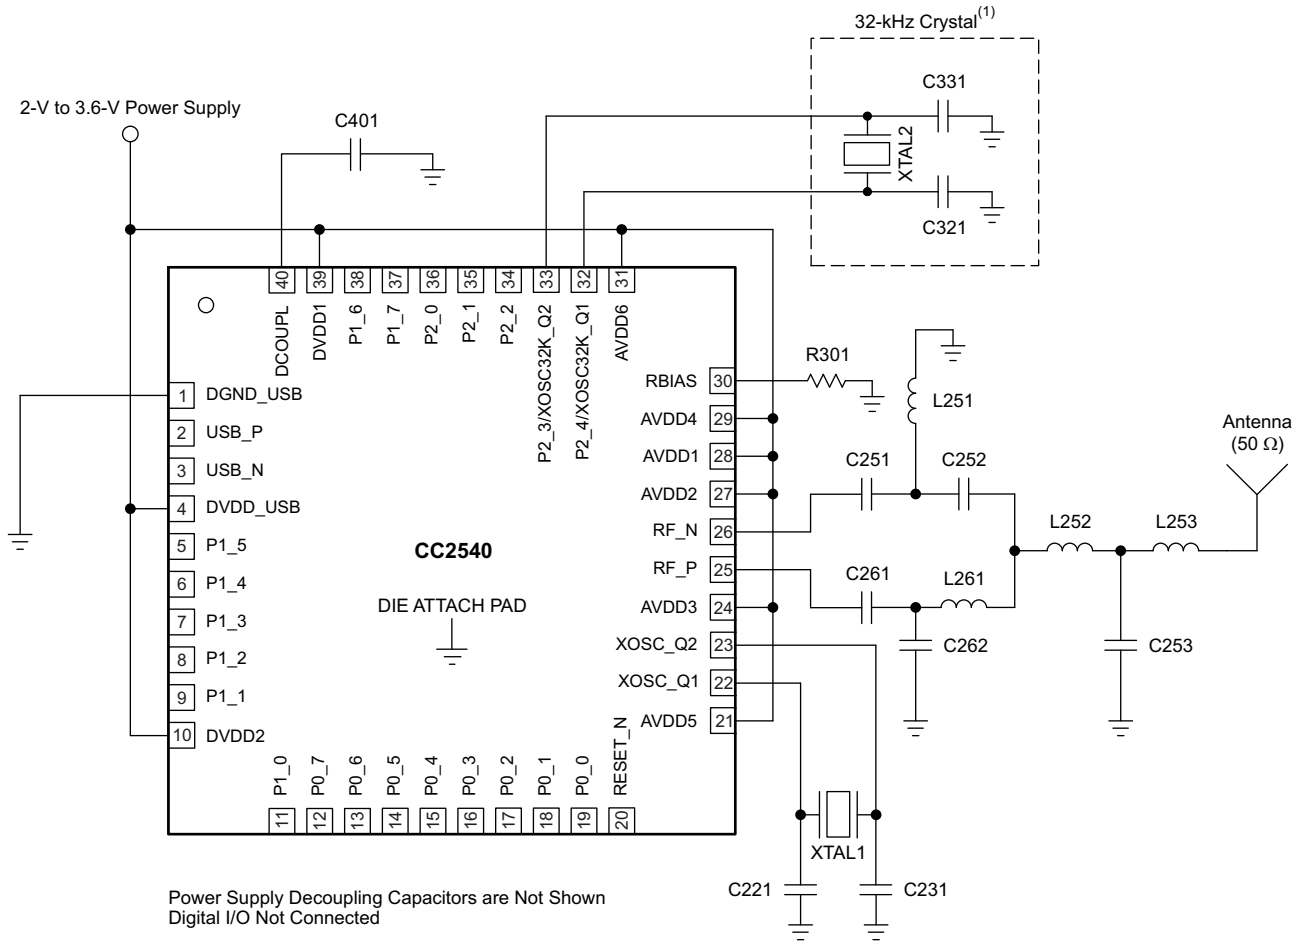 32-kHz Crystal(1)
2-V to 3.6-V Power Supply
C401
C331
XTAL2
C321
40
39
38
37
36
35
34
33
32
31
DCOUPL
DVDD1
P1_6
P1_7
P2_0
P2_1
P2_2
P2_3/XOSC32K_Q2
P2_4/XOSC32K_Q1
AVDD6
1 DGND_USB
2 USB_P
3 USB_N
4 DVDD_USB
5 P1_5
6 P1_4
7 P1_3
8 P1_2
9 P1_1
10 DVDD2
CC2540
DIE ATTACH PAD
RBIAS 30
AVDD4 29
AVDD1 28
AVDD2 27
RF_N 26
RF_P 25
AVDD3 24
XOSC_Q2 23
XOSC_Q1 22
AVDD5 21
R301
L251
C251
C252
C261
L261
C262
L252
L253
C253
Antenna
(50 Ω)
P1_0
P0_7
P0_6
P0_5
P0_4
P0_3
P0_2
P0_1
P0_0
RESET_N
11
12
13
14
15
16
17
18
19
20
XTAL1
C221
C231
Power Supply Decoupling Capacitors are Not Shown
Digital I/O Not Connected